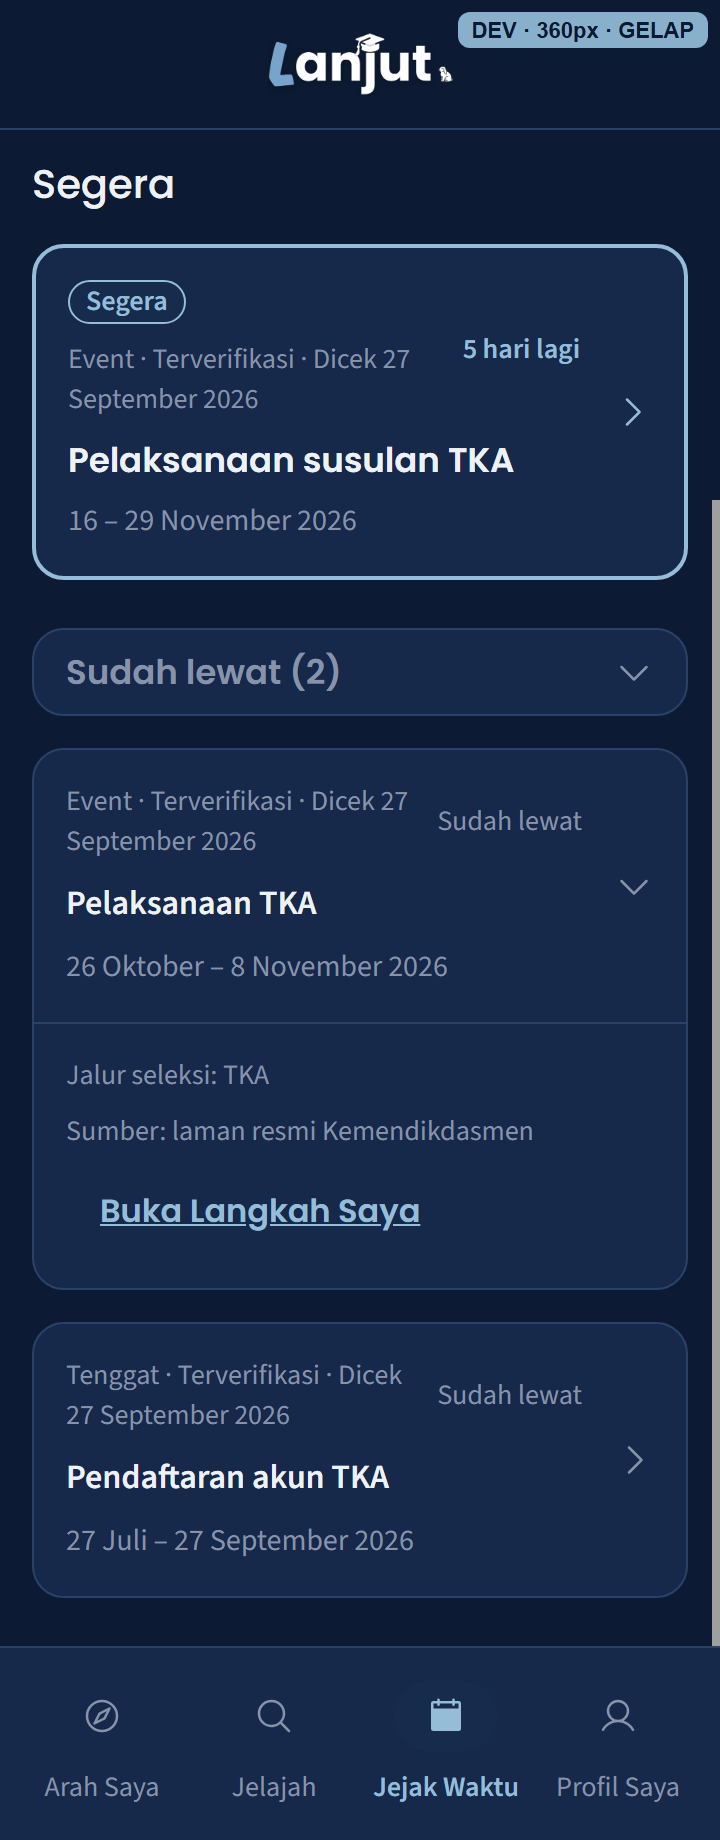 Lanjut
DEV · 360px · GELAP
Segera
Segera
Event · Terverifikasi · Dicek 27
September 2026
5 hari lagi
Pelaksanaan susulan TKA
16 – 29 November 2026
Sudah lewat (2)
Event · Terverifikasi · Dicek 27
September 2026
Sudah lewat
Pelaksanaan TKA
26 Oktober – 8 November 2026
Jalur seleksi: TKA
Sumber: laman resmi Kemendikdasmen
Buka Langkah Saya
Tenggat · Terverifikasi · Dicek
27 September 2026
Sudah lewat
Pendaftaran akun TKA
27 Juli – 27 September 2026
Arah Saya
Jelajah
Jejak Waktu
Profil Saya